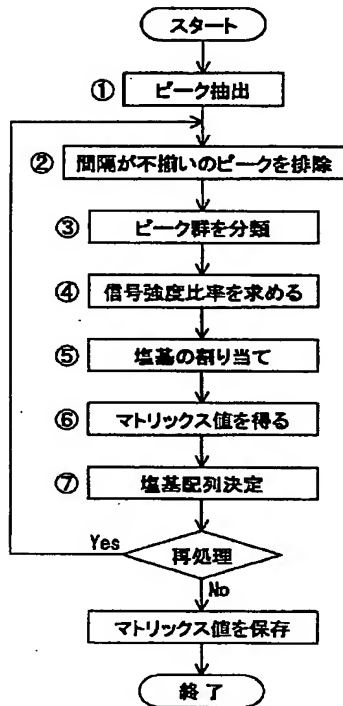 スタート
① ピーク抽出
② 間隔が不揃いのピークを排除
③ ピーク群を分類
④ 信号強度比率を求める
⑤ 塩基の割り当て
⑥ マトリックス値を得る
⑦ 塩基配列決定
Yes
再処理
No
マトリックス値を保存
終了